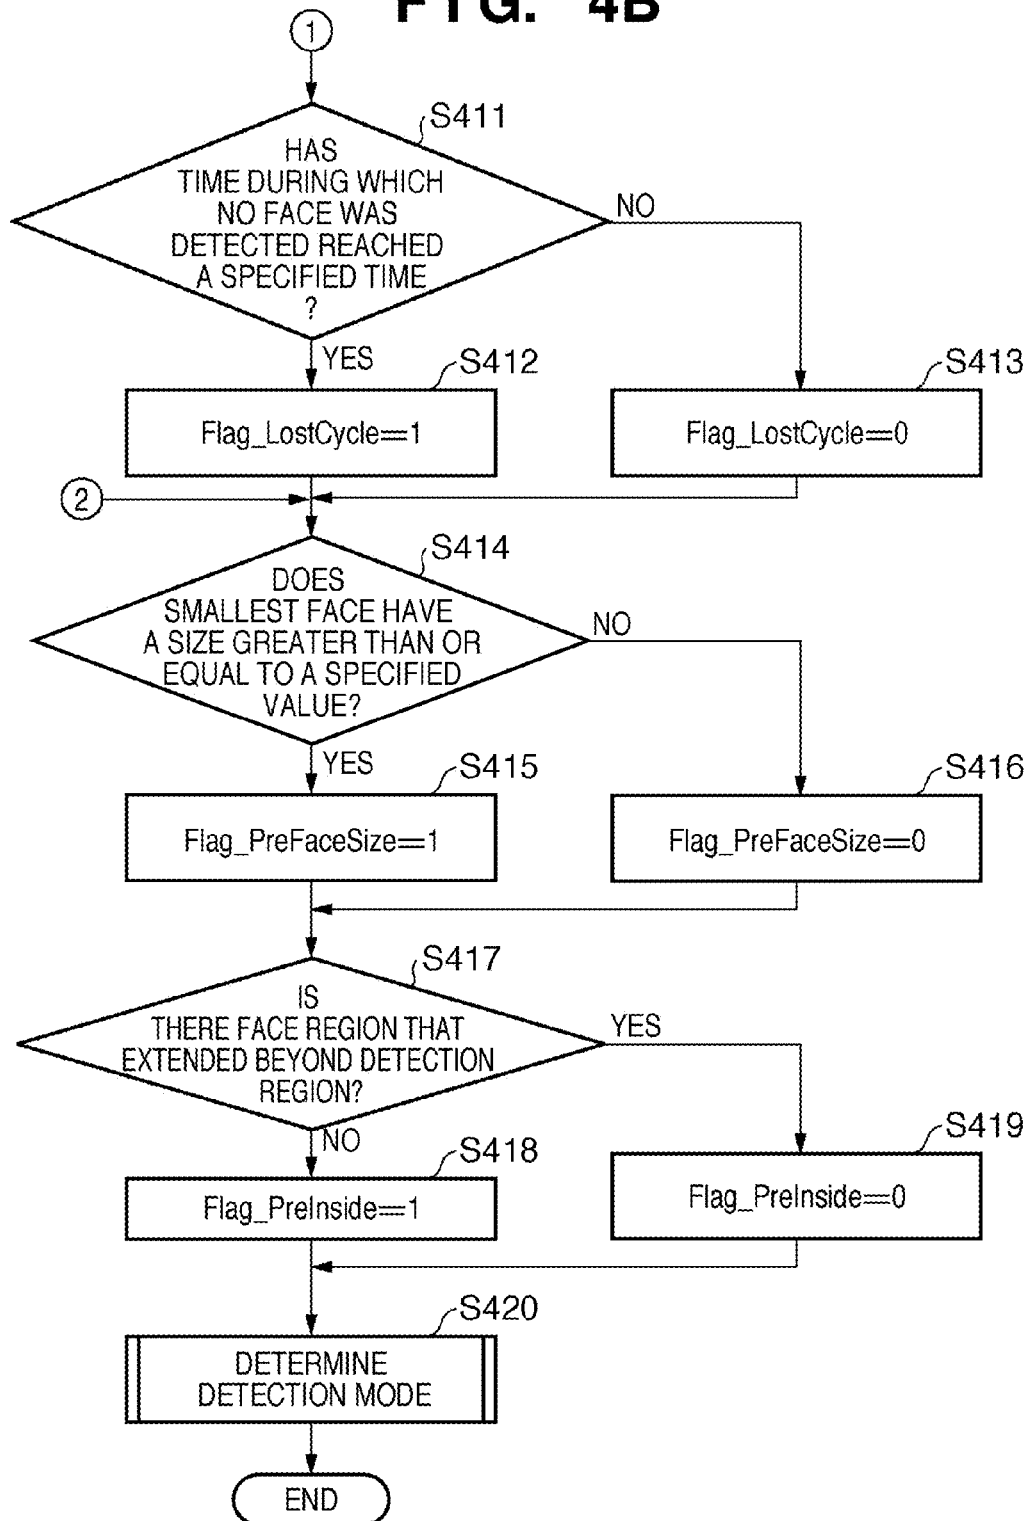 FIG. 4B
1
S411
HAS
TIME DURING WHICH
NO FACE WAS
DETECTED REACHED
A SPECIFIED TIME
?
NO
YES
S412
S413
Flag_LostCycle==1
Flag_LostCycle==0
2
S414
DOES
SMALLEST FACE HAVE
A SIZE GREATER THAN OR
EQUAL TO A SPECIFIED
VALUE?
NO
YES
S415
S416
Flag_PreFaceSize==1
Flag_PreFaceSize==0
S417
IS
THERE FACE REGION THAT
EXTENDED BEYOND DETECTION
REGION?
YES
NO
S418
S419
Flag_PreInside==1
Flag_PreInside==0
S420
DETERMINE
DETECTION MODE
END